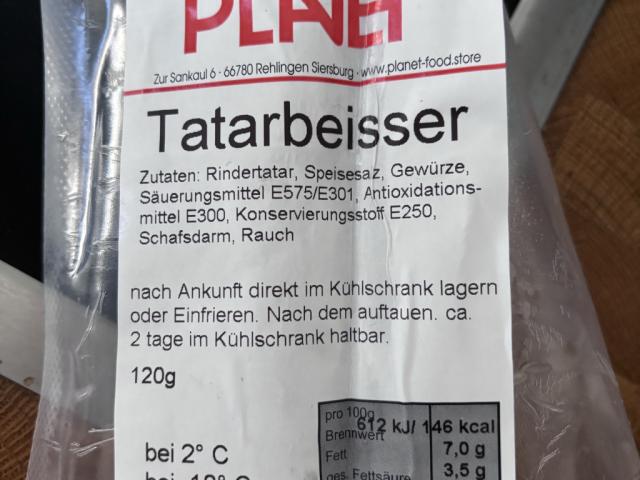 PLANET
Zur Sankaul 6 · 66780 Rehlingen Siersburg · www.planet-food.store
Tatarbeisser
Zutaten: Rindertatar, Speisesaz, Gewürze,
Säuerungsmittel E575/E301, Antioxidations-
mittel E300, Konservierungsstoff E250,
Schafsdarm, Rauch
nach Ankunft direkt im Kühlschrank lagern
oder Einfrieren. Nach dem auftauen. ca.
2 tage im Kühlschrank haltbar.
120g
pro 100g
Brennwert 612 kJ/ 146 kcal
Fett 7,0 g
ges. Fettsäure 3,5 g
bei 2° C